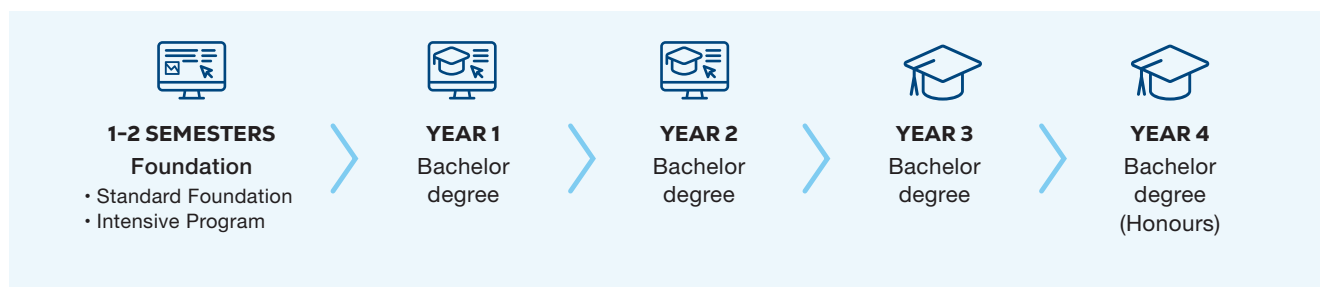 1–2 SEMESTERS
Foundation
• Standard Foundation
• Intensive Program
YEAR 1
Bachelor
degree
YEAR 2
Bachelor
degree
YEAR 3
Bachelor
degree
YEAR 4
Bachelor
degree
(Honours)